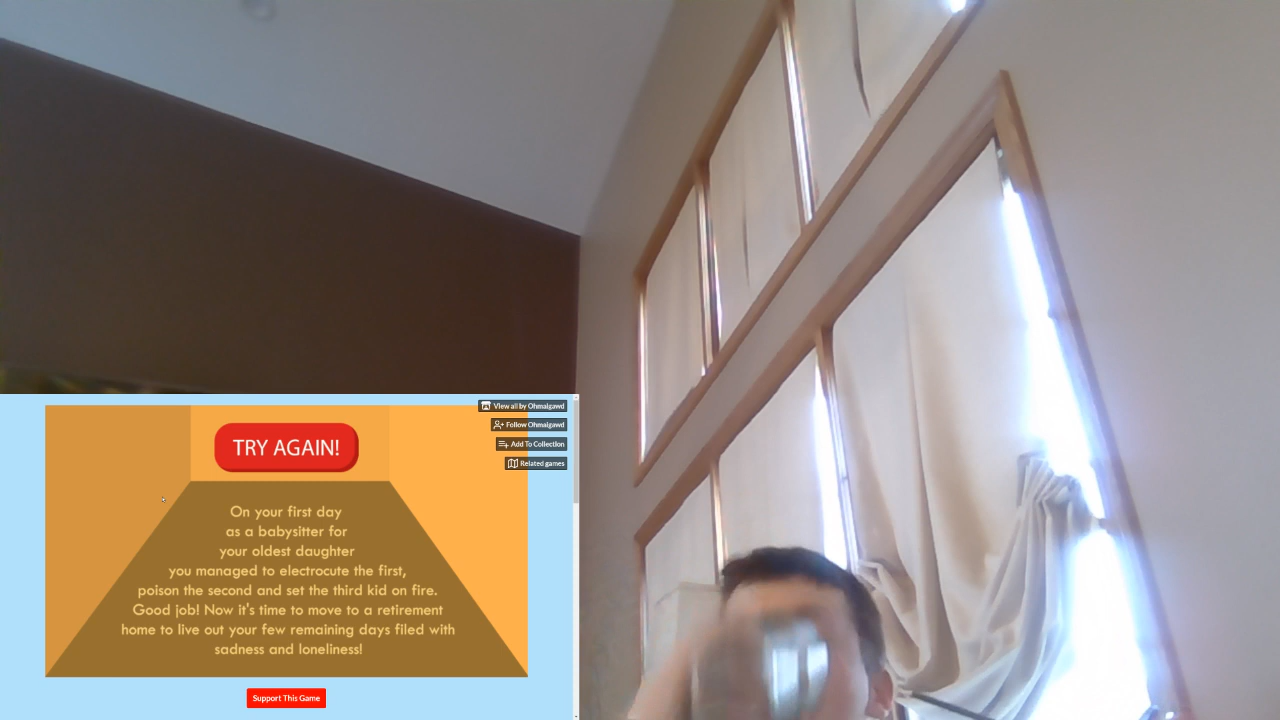 View all by Ohmaigawd
Follow Ohmaigawd
Add To Collection
Related games
TRY AGAIN!
On your first day
as a babysitter for
your oldest daughter
you managed to electrocute the first,
poison the second and set the third kid on fire.
Good job! Now it's time to move to a retirement
home to live out your few remaining days filed with
sadness and loneliness!
Support This Game